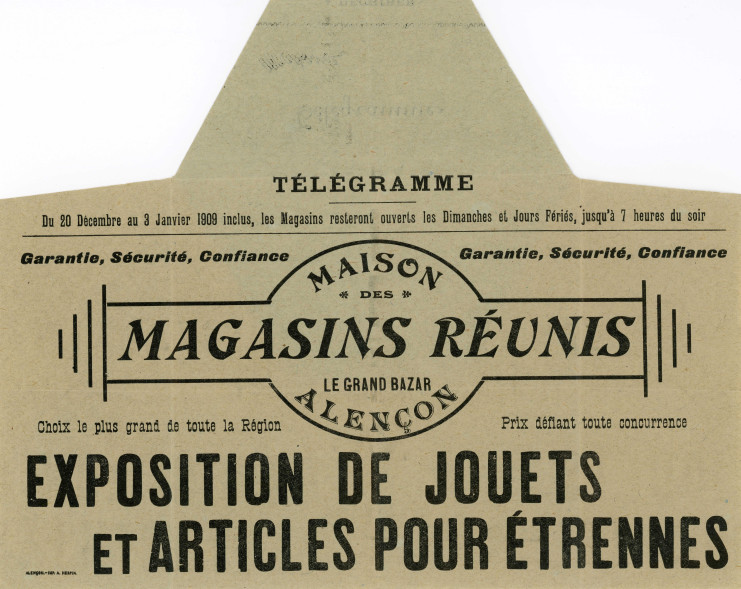 TÉLÉGRAMME
Du 20 Décembre au 3 Janvier 1909 inclus, les Magasins resteront ouverts les Dimanches et Jours Fériés, jusqu'à 7 heures du soir
Garantie, Sécurité, Confiance
Garantie, Sécurité, Confiance
MAISON
* DES *
MAGASINS RÉUNIS
LE GRAND BAZAR
ALENÇON
Choix le plus grand de toute la Région
Prix défiant toute concurrence
EXPOSITION DE JOUETS
ET ARTICLES POUR ÉTRENNES
ALENÇON.